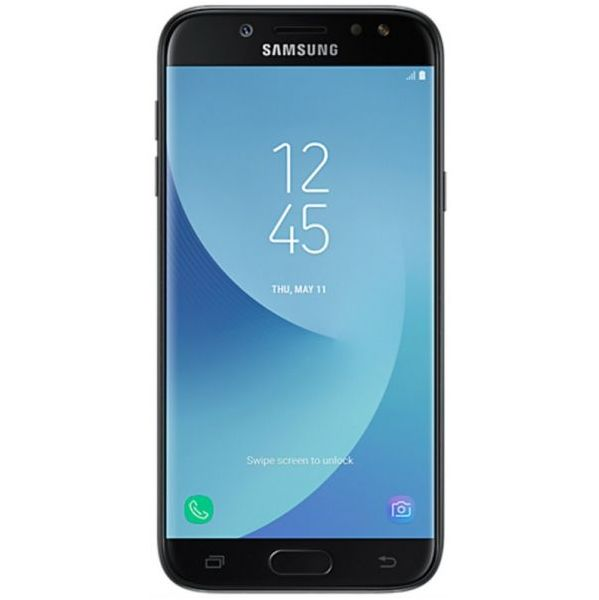 SAMSUNG
12
45
THU, MAY 11
Swipe screen to unlock